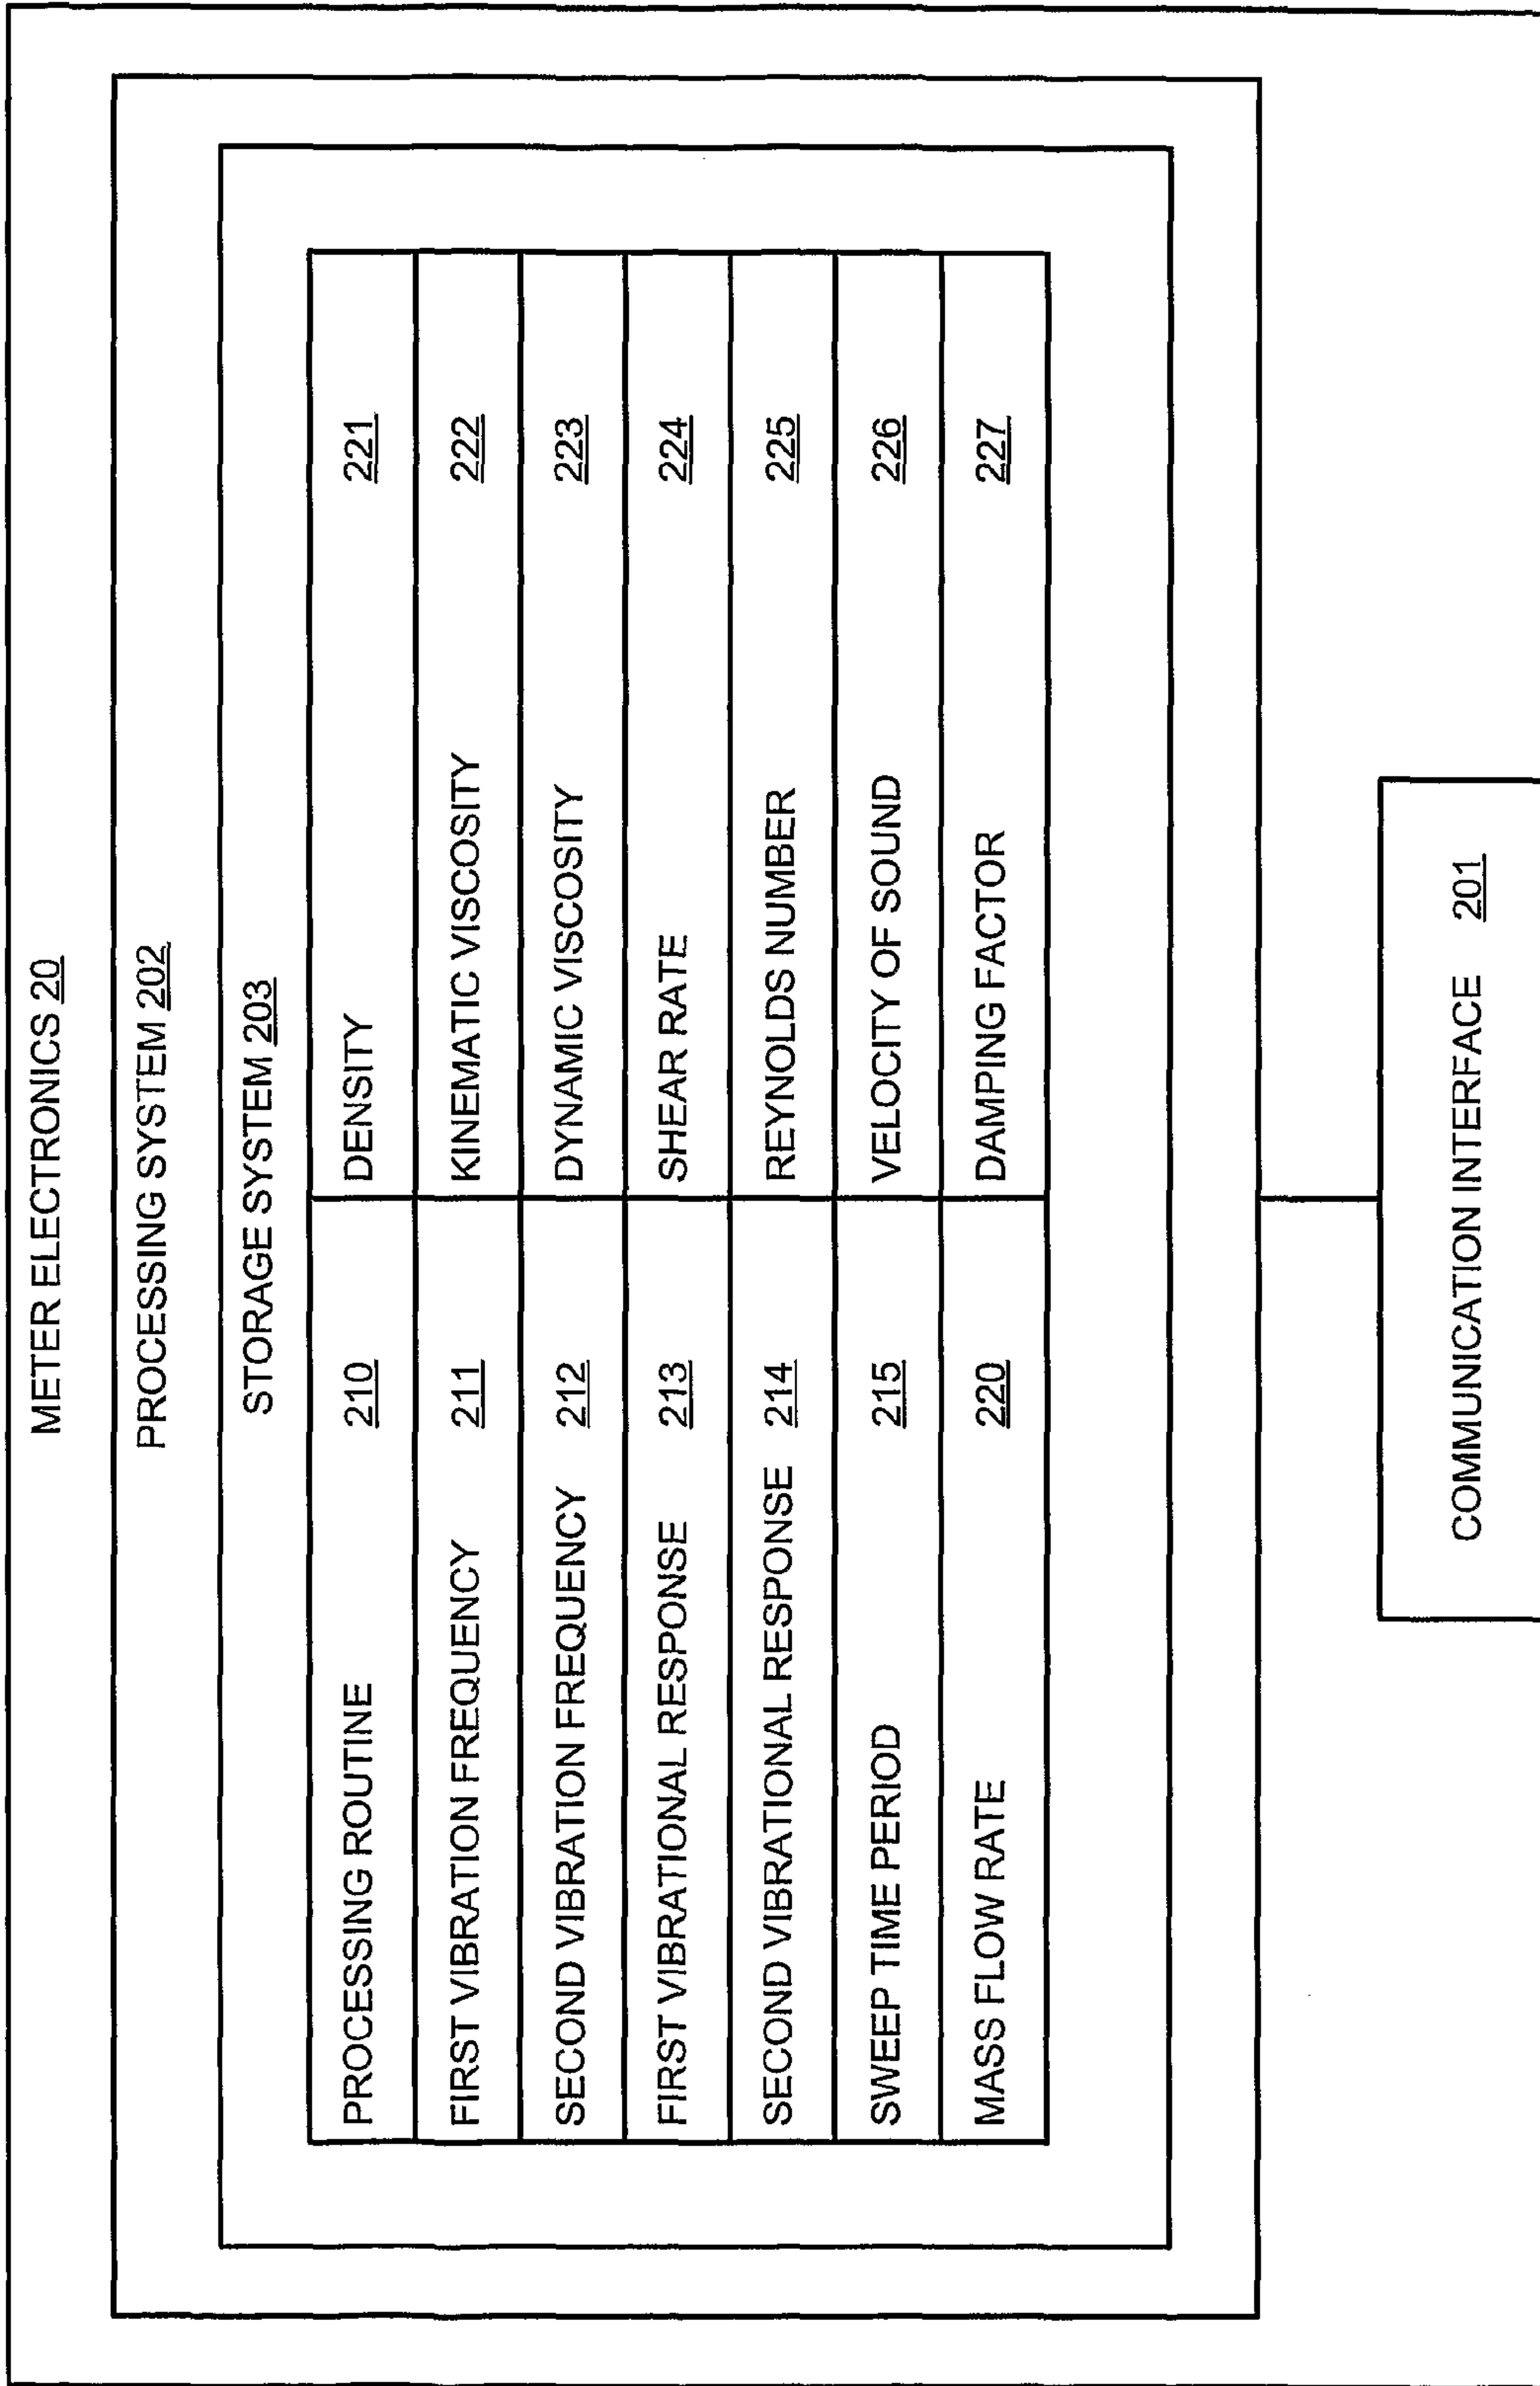 METER ELECTRONICS 20
PROCESSING SYSTEM 202
STORAGE SYSTEM 203
PROCESSING ROUTINE 210
DENSITY 221
FIRST VIBRATION FREQUENCY 211
KINEMATIC VISCOSITY 222
SECOND VIBRATION FREQUENCY 212
DYNAMIC VISCOSITY 223
FIRST VIBRATIONAL RESPONSE 213
SHEAR RATE 224
SECOND VIBRATIONAL RESPONSE 214
REYNOLDS NUMBER 225
SWEEP TIME PERIOD 215
VELOCITY OF SOUND 226
MASS FLOW RATE 220
DAMPING FACTOR 227
COMMUNICATION INTERFACE 201